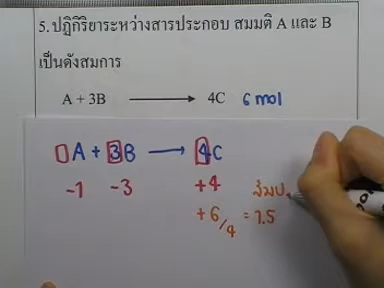 5.ปฏิกิริยาระหว่างสารประกอบ สมมติ A และ B
เป็นดังสมการ
A + 3B ⟶ 4C 6 mol
A + 3B ⟶ 4C
-1 -3 +4
+6/4 = 1.5